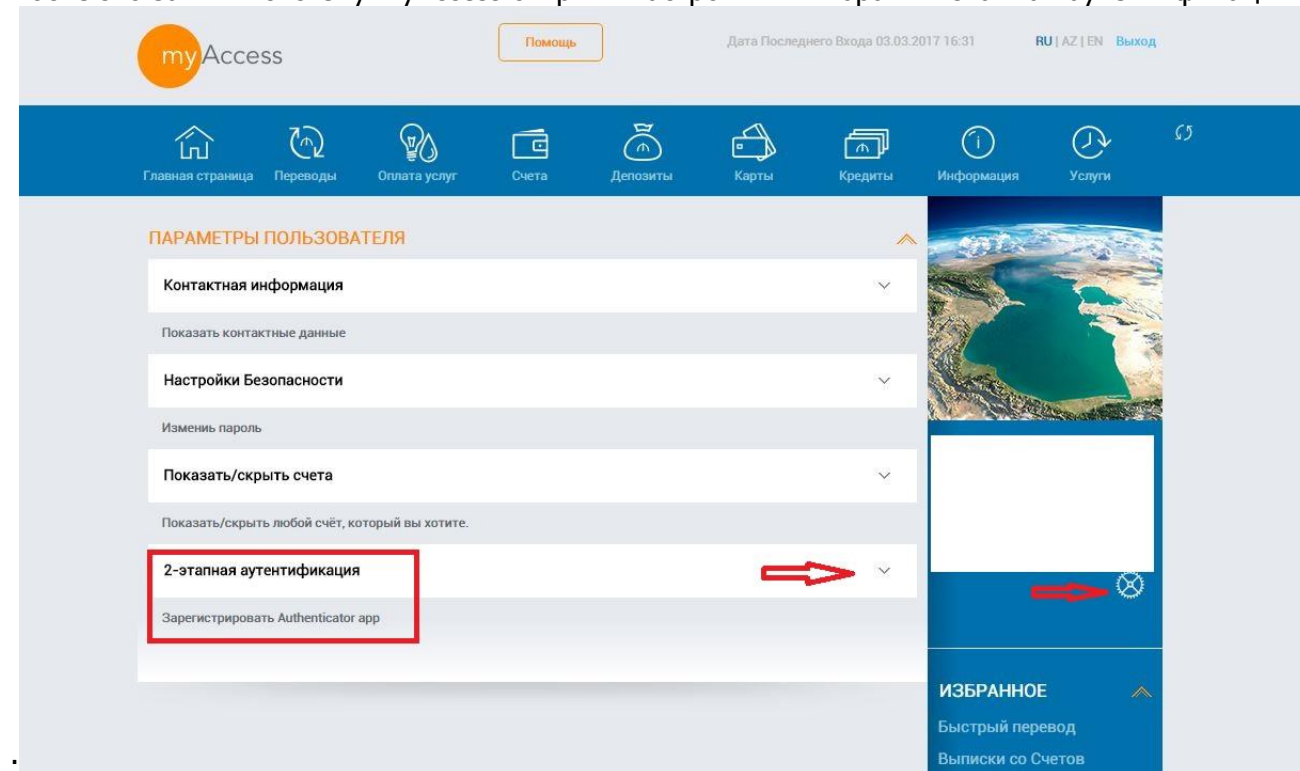 myAccess
Помощь
Дата Последнего Входа 03.03.2017 16:31
RU | AZ | EN Выход
Главная страница Переводы Оплата услуг Счета Депозиты Карты Кредиты Информация Услуги
ПАРАМЕТРЫ ПОЛЬЗОВАТЕЛЯ
Контактная информация
Показать контактные данные
Настройки Безопасности
Изменить пароль
Показать/скрыть счета
Показать/скрыть любой счёт, который вы хотите.
2-этапная аутентификация
Зарегистрировать Authenticator app
ИЗБРАННОЕ
Быстрый перевод
Выписки со Счетов
.